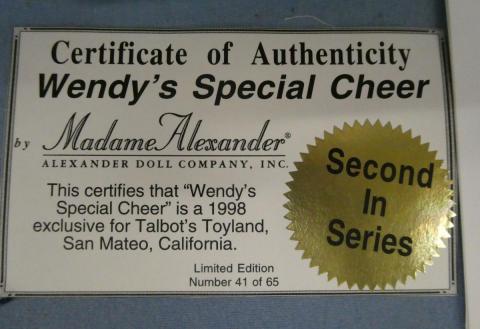 Certificate of Authenticity
Wendy's Special Cheer
by Madame Alexander®
ALEXANDER DOLL COMPANY, INC.
This certifies that “Wendy's
Special Cheer” is a 1998
exclusive for Talbot's Toyland,
San Mateo, California.
Limited Edition
Number 41 of 65
Second
In
Series